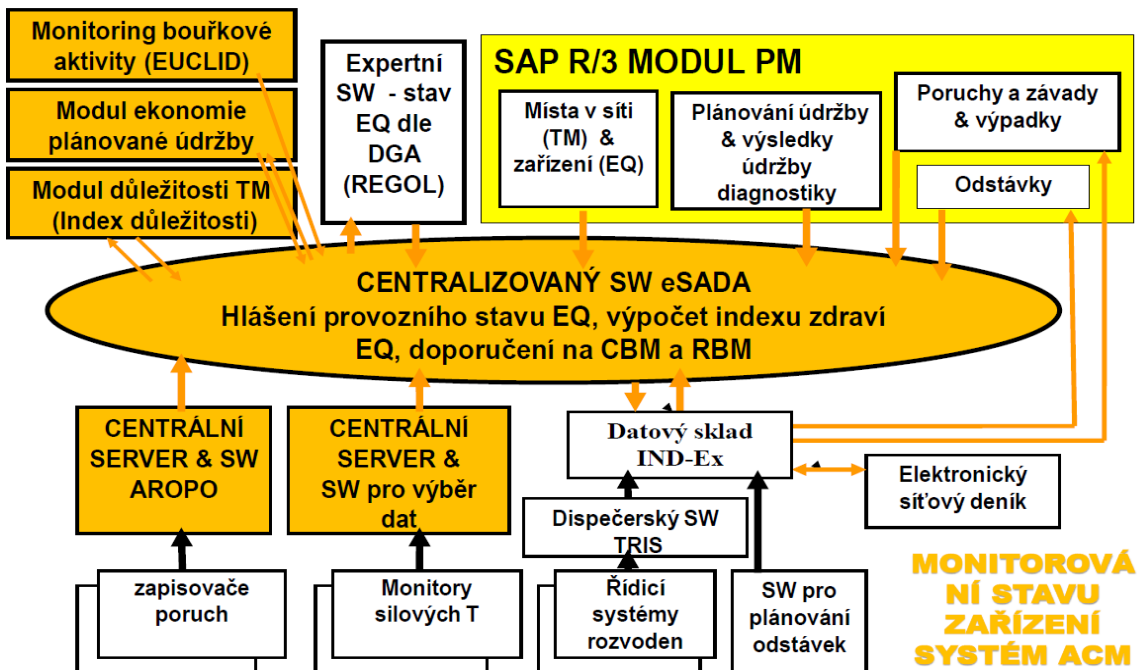 Monitoring bouřkové
aktivity (EUCLID)
Modul ekonomie
plánované údržby
Modul důležitosti TM
(Index důležitosti)
Expertní
SW - stav
EQ dle
DGA
(REGOL)
SAP R/3 MODUL PM
Místa v síti
(TM) &
zařízení (EQ)
Plánování údržby
& výsledky
údržby
diagnostiky
Poruchy a závady
& výpadky
Odstávky
CENTRALIZOVANÝ SW eSADA
Hlášení provozního stavu EQ, výpočet indexu zdraví
EQ, doporučení na CBM a RBM
CENTRÁLNÍ
SERVER & SW
AROPO
CENTRÁLNÍ
SERVER &
SW pro výběr
dat
Datový sklad
IND-Ex
Elektronický
síťový deník
Dispečerský SW
TRIS
zapisovače
poruch
Monitory
silových T
Řídicí
systémy
rozvoden
SW pro
plánování
odstávek
MONITOROVÁ
NÍ STAVU
ZAŘÍZENÍ
SYSTÉM ACM